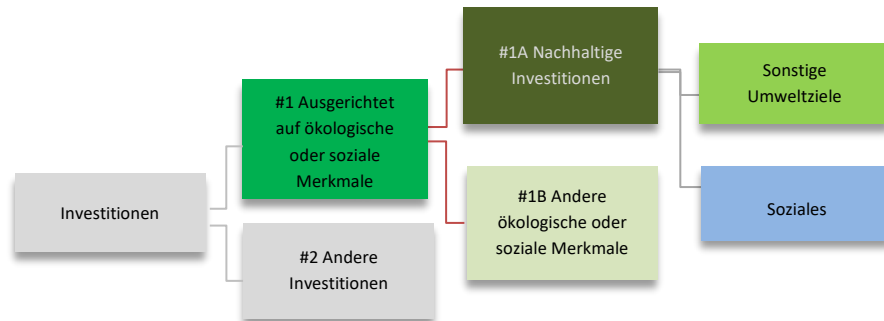 Investitionen
#1 Ausgerichtet
auf ökologische
oder soziale
Merkmale
#2 Andere
Investitionen
#1A Nachhaltige
Investitionen
#1B Andere
ökologische oder
soziale Merkmale
Sonstige
Umweltziele
Soziales